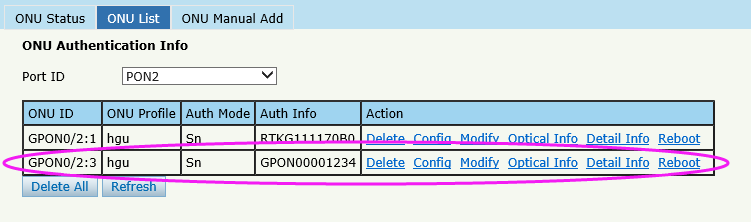 ONU Status ONU List ONU Manual Add
ONU Authentication Info
Port ID PON2
ONU ID ONU Profile Auth Mode Auth Info Action
GPON0/2:1 hgu Sn RTKG111170B0 Delete Config Modify Optical Info Detail Info Reboot
GPON0/2:3 hgu Sn GPON00001234 Delete Config Modify Optical Info Detail Info Reboot
Delete All Refresh